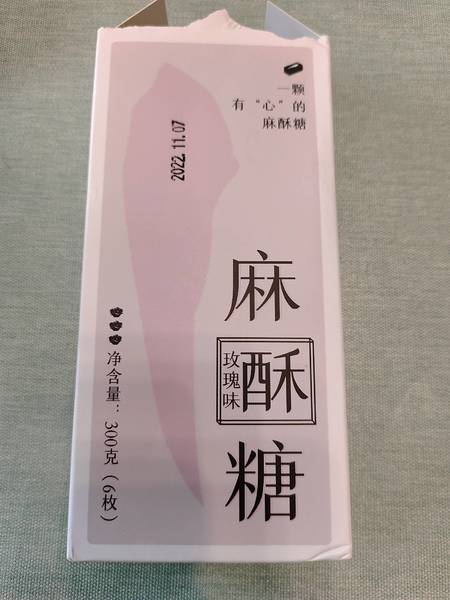 一颗
有“心”的
麻酥糖
2022.11.07
麻
酥
糖
玫瑰味
净含量：300克（6枚）